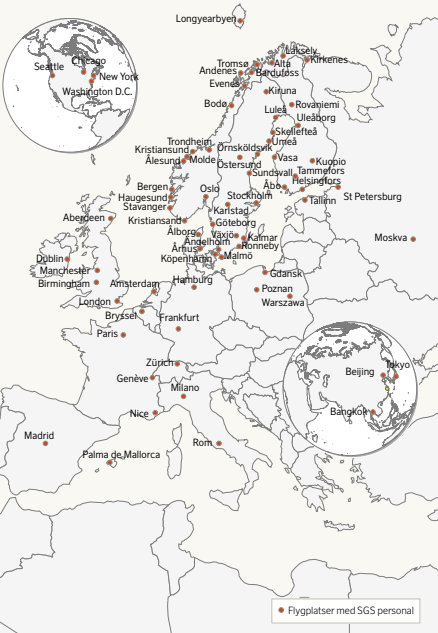 Longyearbyen
Seattle
Chicago
New York
Washington D.C.
Lakselv
Kirkenes
Tromsø
Alta
Andenes
Bardufoss
Evenes
Kiruna
Bodø
Rovaniemi
Luleå
Uleåborg
Skellefteå
Umeå
Trondheim
Kristiansund
Örnsköldsvik
Molde
Ålesund
Östersund
Vasa
Kuopio
Sundsvall
Tammefors
Helsingfors
Bergen
Åbo
Oslo
Haugesund
Stockholm
Tallinn
St Petersburg
Stavanger
Karlstad
Aberdeen
Kristiansand
Göteborg
Moskva
Ålborg
Växjö
Kalmar
Ängelholm
Ronneby
Århus
Dublin
Köpenhamn
Malmö
Manchester
Gdansk
Birmingham
Amsterdam
Hamburg
Poznan
London
Warszawa
Bryssel
Frankfurt
Paris
Zürich
Tokyo
Beijing
Genève
Milano
Nice
Bangkok
Madrid
Rom
Palma de Mallorca
Flygplatser med SGS personal